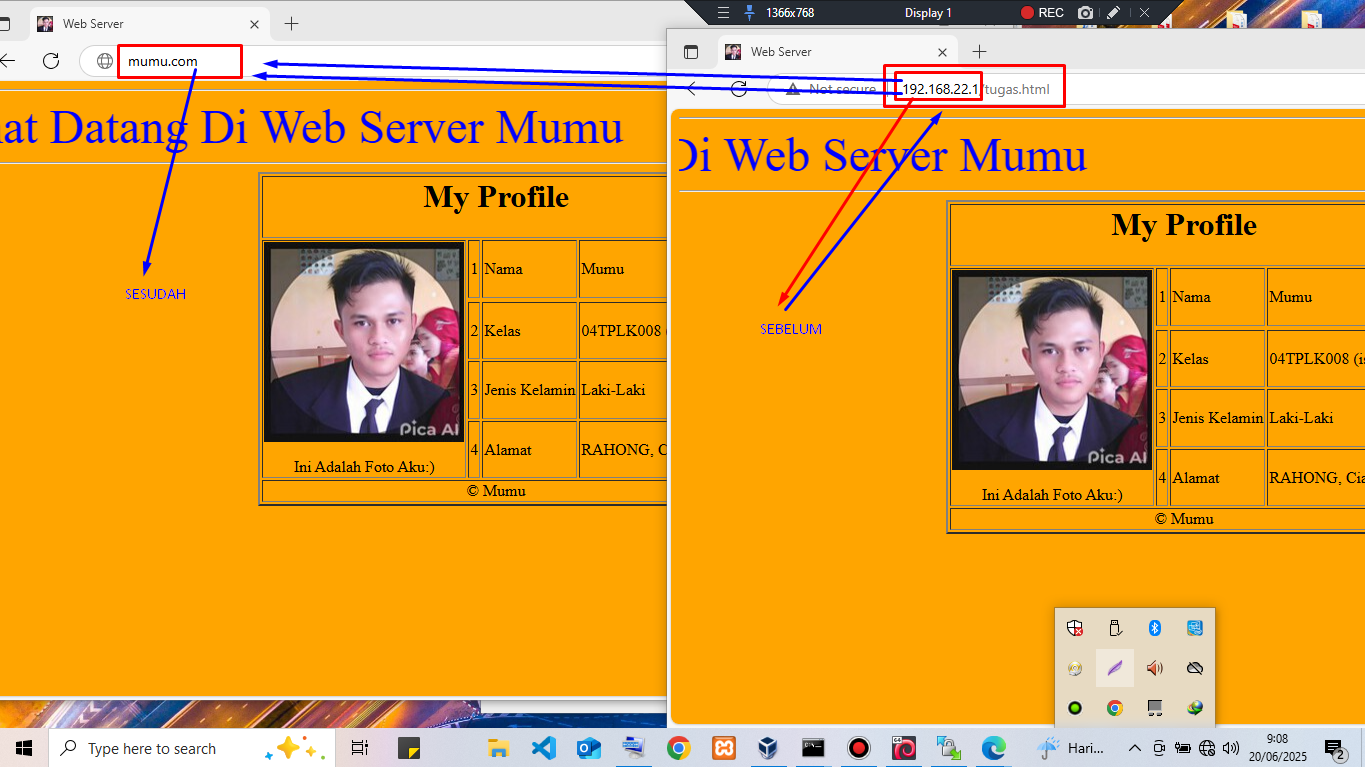 1366x768 Display 1 REC
Web Server
mumu.com
Web Server
Not secure 192.168.22.1/tugas.html
at Datang Di Web Server Mumu
Di Web Server Mumu
My Profile
1 Nama Mumu
2 Kelas 04TPLK008 (
3 Jenis Kelamin Laki-Laki
4 Alamat RAHONG, C
Pica AI
Ini Adalah Foto Aku:)
© Mumu
SESUDAH
My Profile
1 Nama Mumu
2 Kelas 04TPLK008 (is
3 Jenis Kelamin Laki-Laki
4 Alamat RAHONG, Cia
Pica AI
Ini Adalah Foto Aku:)
© Mumu
SEBELUM
Type here to search
Hari...
9:08
20/06/2025
2